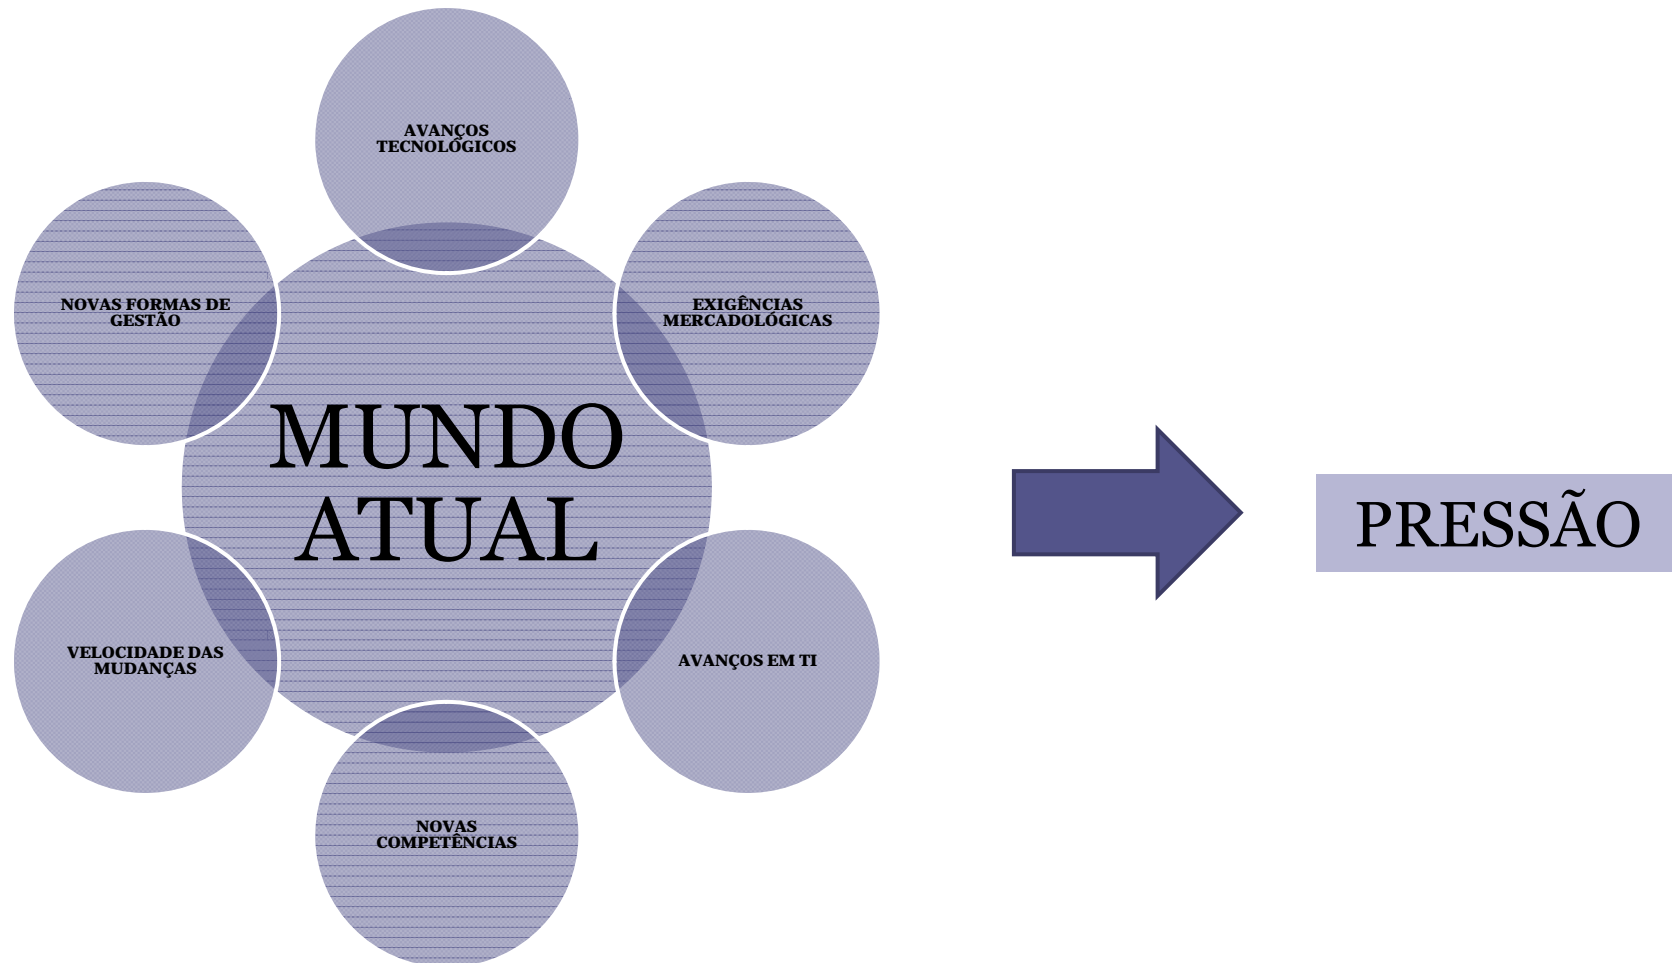 AVANÇOS
TECNOLÓGICOS
NOVAS FORMAS DE
GESTÃO
EXIGÊNCIAS
MERCADOLÓGICAS
MUNDO
ATUAL
PRESSÃO
VELOCIDADE DAS
MUDANÇAS
AVANÇOS EM TI
NOVAS
COMPETÊNCIAS